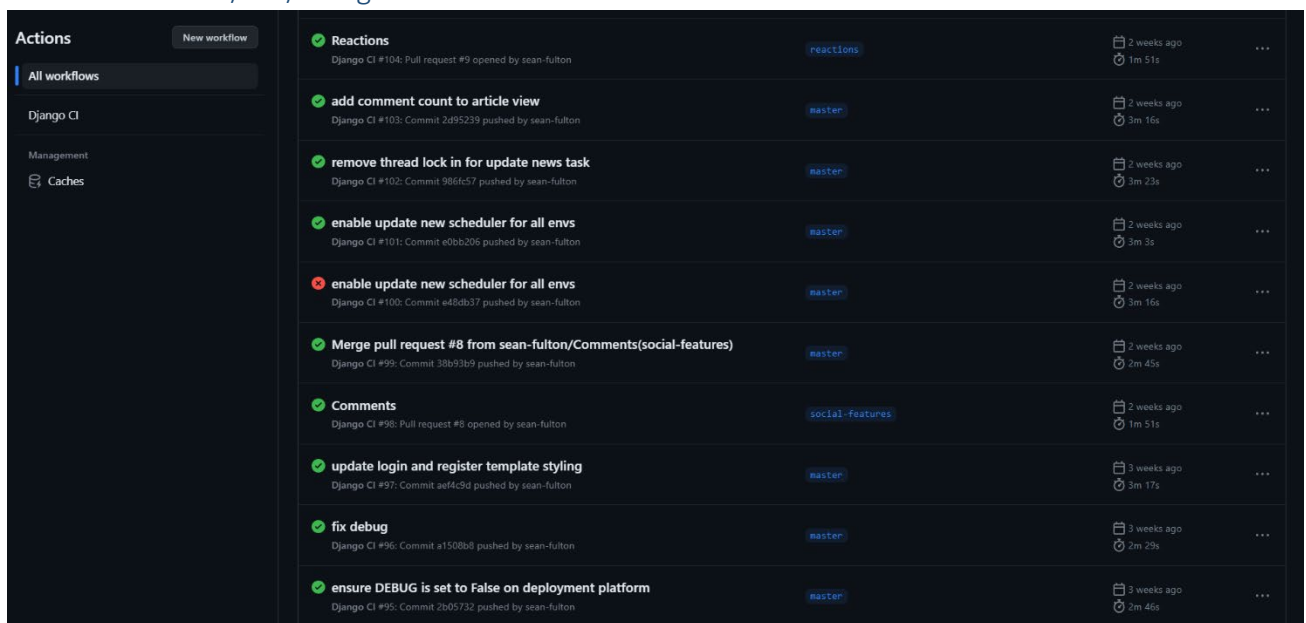 Actions
New workflow
All workflows
Django CI
Management
Caches
Reactions
Django CI #104: Pull request #9 opened by sean-fulton
reactions
2 weeks ago
1m 51s
add comment count to article view
Django CI #103: Commit 2d95239 pushed by sean-fulton
master
2 weeks ago
3m 16s
remove thread lock in for update news task
Django CI #102: Commit 986fc57 pushed by sean-fulton
master
2 weeks ago
3m 23s
enable update new scheduler for all envs
Django CI #101: Commit e0bb206 pushed by sean-fulton
master
2 weeks ago
3m 3s
enable update new scheduler for all envs
Django CI #100: Commit e48db37 pushed by sean-fulton
master
2 weeks ago
3m 16s
Merge pull request #8 from sean-fulton/Comments(social-features)
Django CI #99: Commit 38b93b9 pushed by sean-fulton
master
2 weeks ago
2m 45s
Comments
Django CI #98: Pull request #8 opened by sean-fulton
social-features
2 weeks ago
1m 51s
update login and register template styling
Django CI #97: Commit aef4c9d pushed by sean-fulton
master
3 weeks ago
3m 17s
fix debug
Django CI #96: Commit a1508b8 pushed by sean-fulton
master
3 weeks ago
2m 29s
ensure DEBUG is set to False on deployment platform
Django CI #95: Commit 2b05732 pushed by sean-fulton
master
3 weeks ago
2m 46s